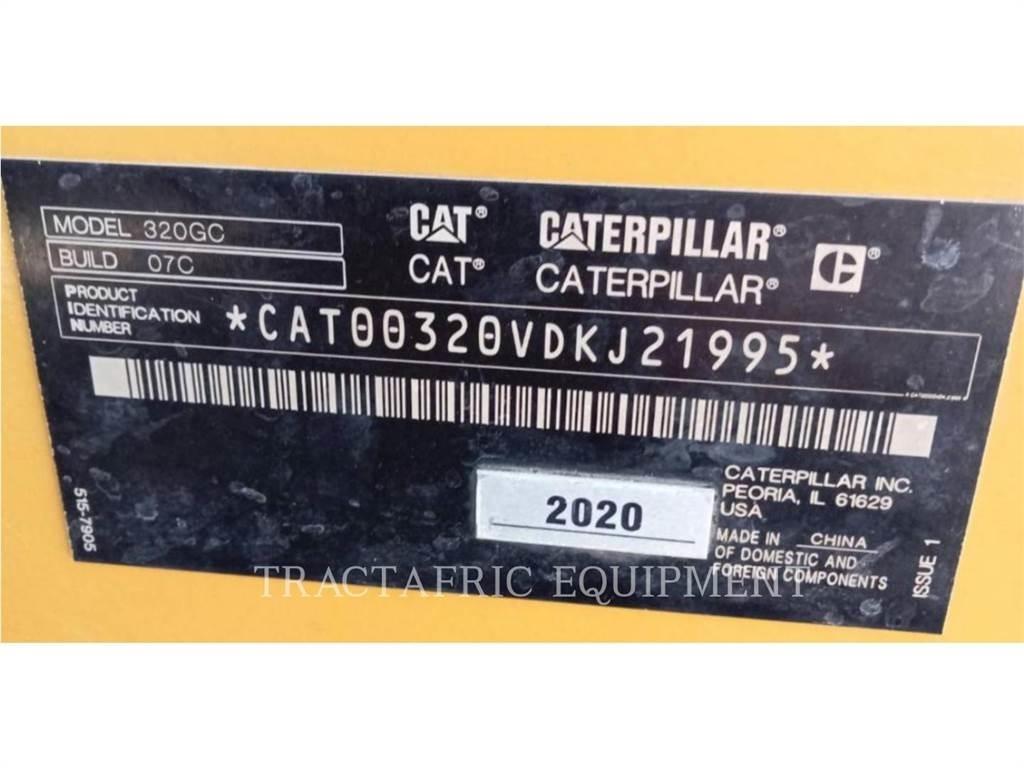 MODEL 320GC
BUILD 07C
CAT® CATERPILLAR® ®
CAT® CATERPILLAR®
PRODUCT
IDENTIFICATION
NUMBER
*CAT00320VDKJ21995*
515-7905
2020
CATERPILLAR INC.
PEORIA, IL 61629
USA
MADE IN CHINA
OF DOMESTIC AND
FOREIGN COMPONENTS
ISSUE 1
TRACTAFRIC EQUIPMENT